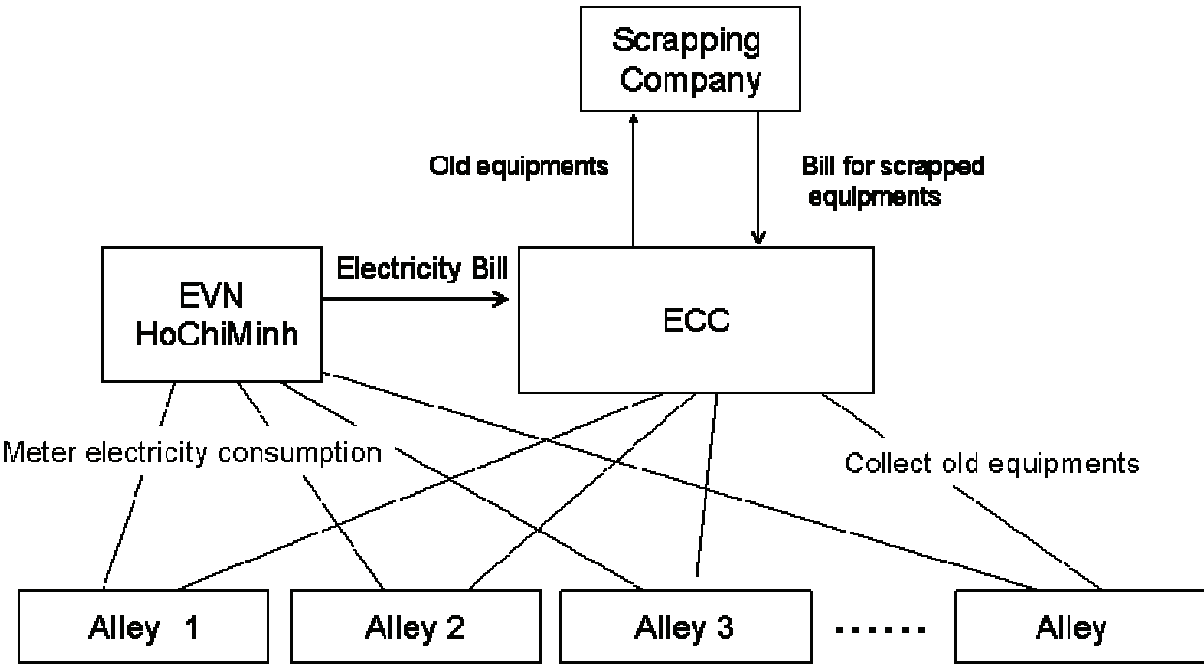 Scrapping
Company
Old equipments
Bill for scrapped
equipments
Electricity Bill
EVN
HoChiMinh
ECC
Meter electricity consumption
Collect old equipments
Alley 1
Alley 2
Alley 3
......
Alley